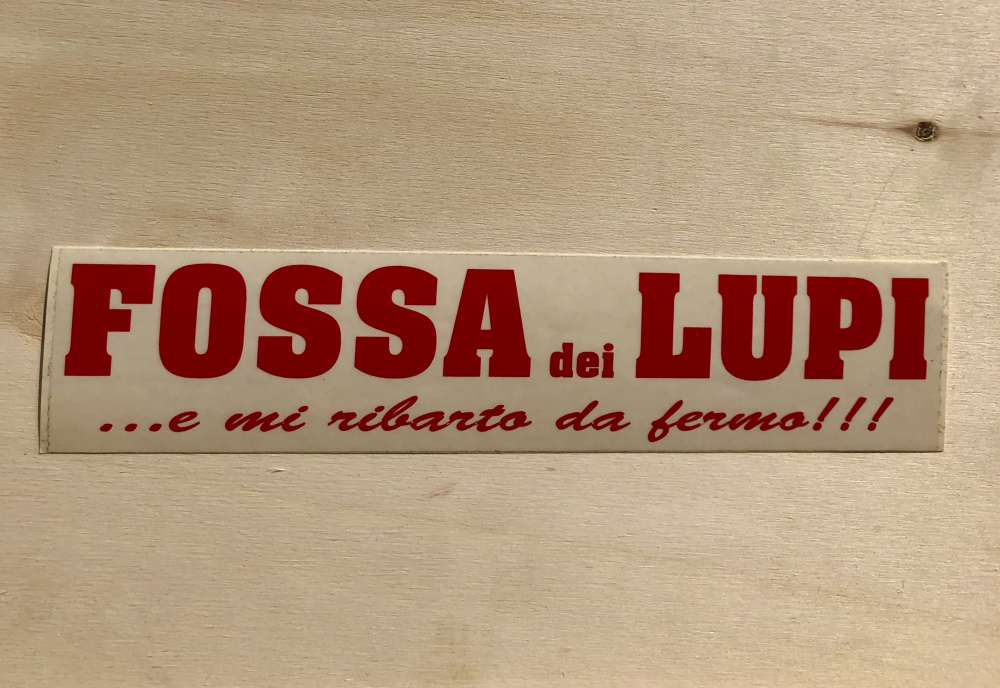 FOSSA dei LUPI
...e mi ribarto da fermo!!!